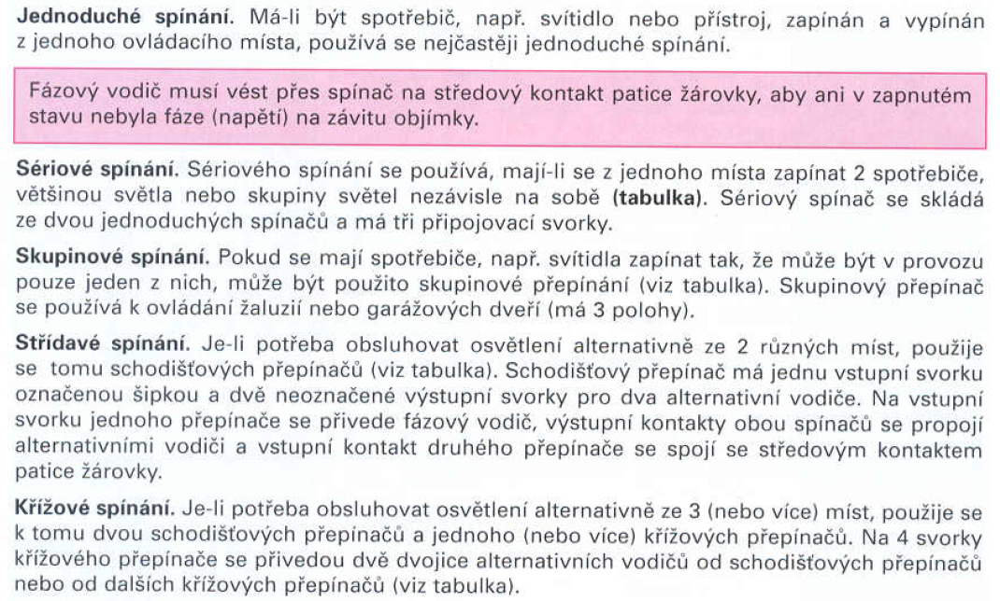 Jednoduché spínání. Má-li být spotřebič, např. svítidlo nebo přístroj, zapínán a vypínán
z jednoho ovládacího místa, používá se nejčastěji jednoduché spínání.
Fázový vodič musí vést přes spínač na středový kontakt patice žárovky, aby ani v zapnutém
stavu nebyla fáze (napětí) na závitu objímky.
Sériové spínání. Sériového spínání se používá, mají-li se z jednoho místa zapínat 2 spotřebiče,
většinou světla nebo skupiny světel nezávisle na sobě (tabulka). Sériový spínač se skládá
ze dvou jednoduchých spínačů a má tři připojovací svorky.
Skupinové spínání. Pokud se mají spotřebiče, např. svítidla zapínat tak, že může být v provozu
pouze jeden z nich, může být použito skupinové přepínání (viz tabulka). Skupinový přepínač
se používá k ovládání žaluzií nebo garážových dveří (má 3 polohy).
Střídavé spínání. Je-li potřeba obsluhovat osvětlení alternativně ze 2 různých míst, použije
se tomu schodišťových přepínačů (viz tabulka). Schodišťový přepínač má jednu vstupní svorku
označenou šipkou a dvě neoznačené výstupní svorky pro dva alternativní vodiče. Na vstupní
svorku jednoho přepínače se přivede fázový vodič, výstupní kontakty obou spínačů se propojí
alternativními vodiči a vstupní kontakt druhého přepínače se spojí se středovým kontaktem
patice žárovky.
Křížové spínání. Je-li potřeba obsluhovat osvětlení alternativně ze 3 (nebo více) míst, použije se
k tomu dvou schodišťových přepínačů a jednoho (nebo více) křížových přepínačů. Na 4 svorky
křížového přepínače se přivedou dvě dvojice alternativních vodičů od schodišťových přepínačů
nebo od dalších křížových přepínačů (viz tabulka).